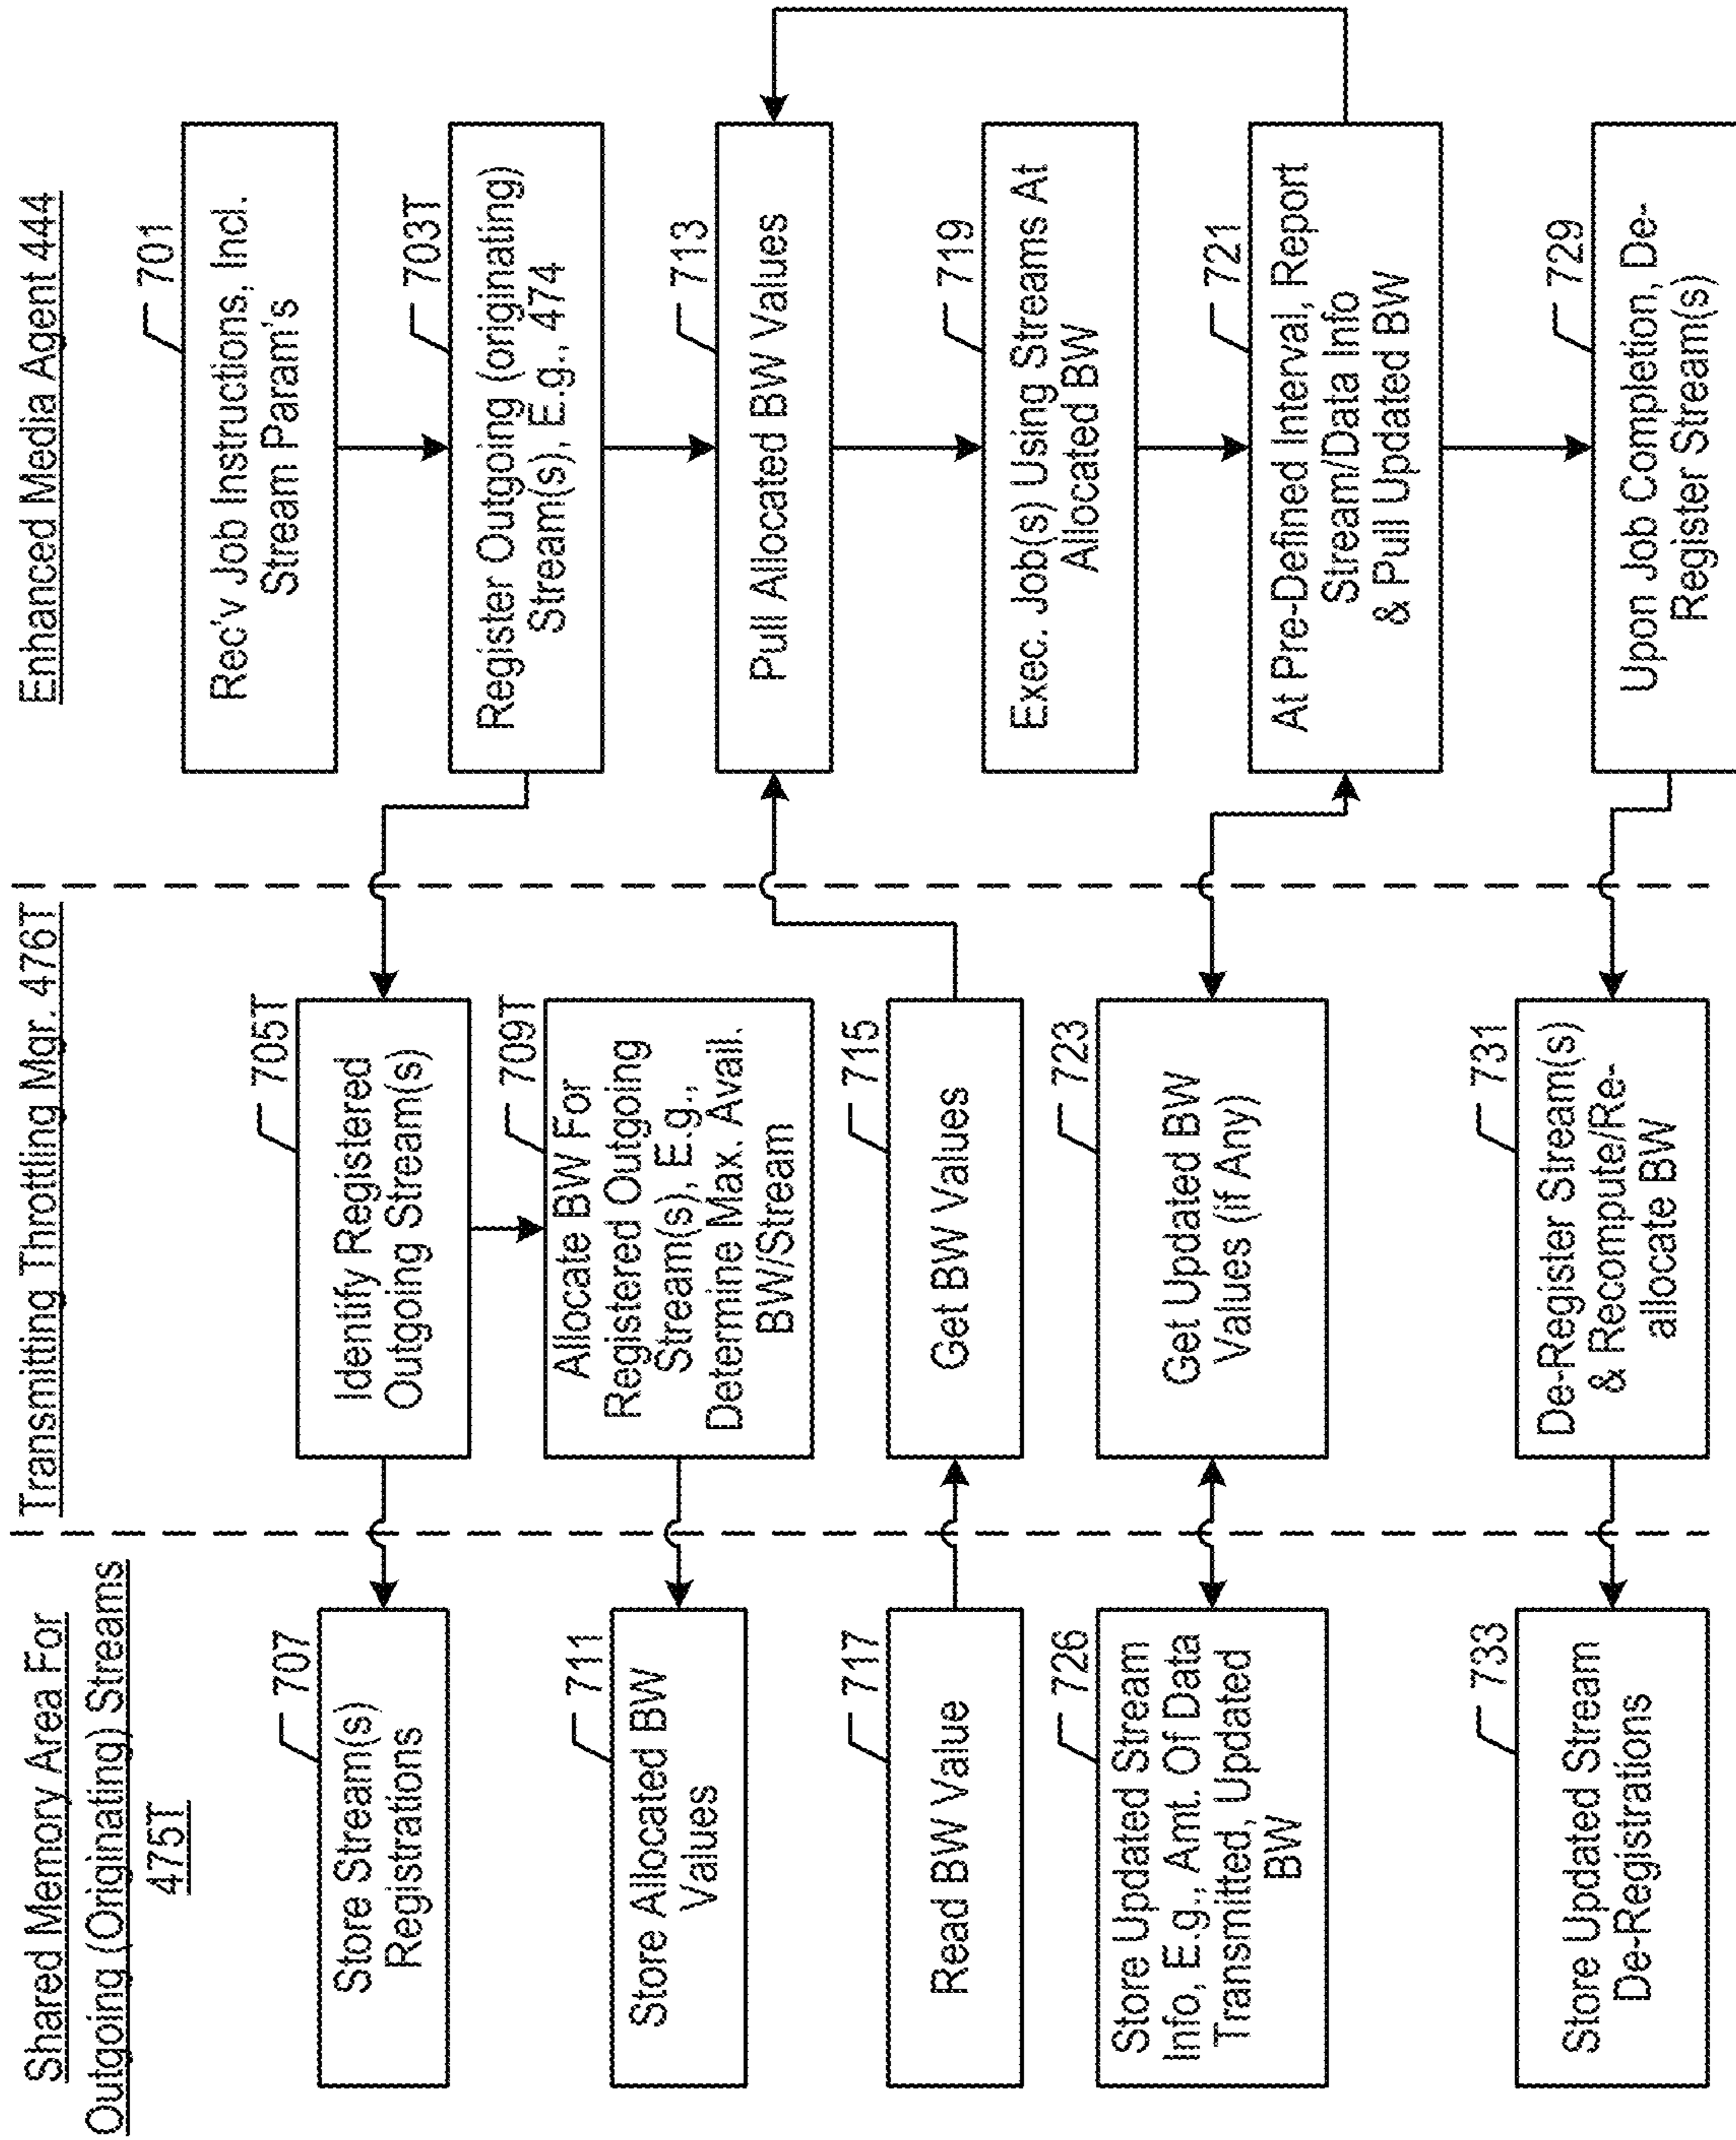 Shared Memory Area For
Outgoing (Originating) Streams
475T
Transmitting Throttling Mgr. 476T
Enhanced Media Agent 444
701
Rec'v Job Instructions, Incl.
Stream Param's
703T
Register Outgoing (originating)
Stream(s), E.g., 474
705T
Identify Registered
Outgoing Stream(s)
707
Store Stream(s)
Registrations
709T
Allocate BW For
Registered Outgoing
Stream(s), E.g.,
Determine Max. Avail.
BW/Stream
711
Store Allocated BW
Values
713
Pull Allocated BW Values
715
Get BW Values
717
Read BW Value
719
Exec. Job(s) Using Streams At
Allocated BW
721
At Pre-Defined Interval, Report
Stream/Data Info
& Pull Updated BW
723
Get Updated BW
Values (if Any)
726
Store Updated Stream
Info, E.g., Amt. Of Data
Transmitted, Updated
BW
729
Upon Job Completion, De-
Register Stream(s)
731
De-Register Stream(s)
& Recompute/Re-
allocate BW
733
Store Updated Stream
De-Registrations